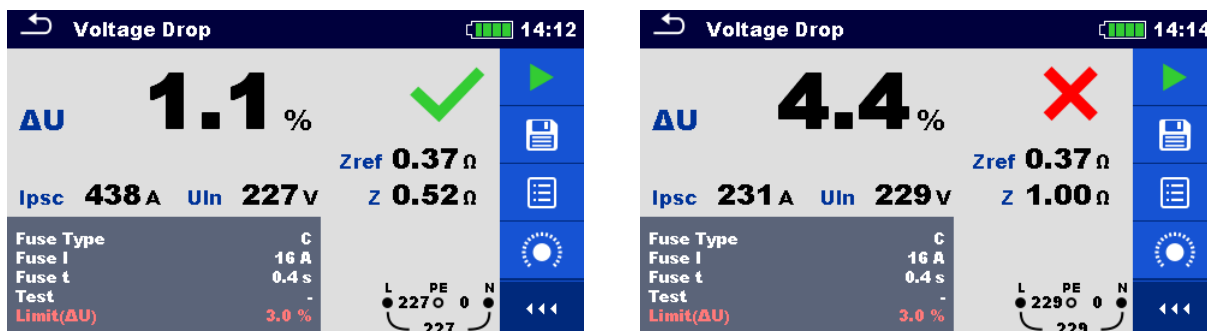 Voltage Drop 14:12
ΔU 1.1 %
Zref 0.37 Ω
Ipsc 438 A Uln 227 V Z 0.52 Ω
Fuse Type C
Fuse I 16 A
Fuse t 0.4 s
Test -
Limit(ΔU) 3.0 %
L PE N
227 0
227
Voltage Drop 14:14
ΔU 4.4 %
Zref 0.37 Ω
Ipsc 231 A Uln 229 V Z 1.00 Ω
Fuse Type C
Fuse I 16 A
Fuse t 0.4 s
Test -
Limit(ΔU) 3.0 %
L PE N
229 0
229